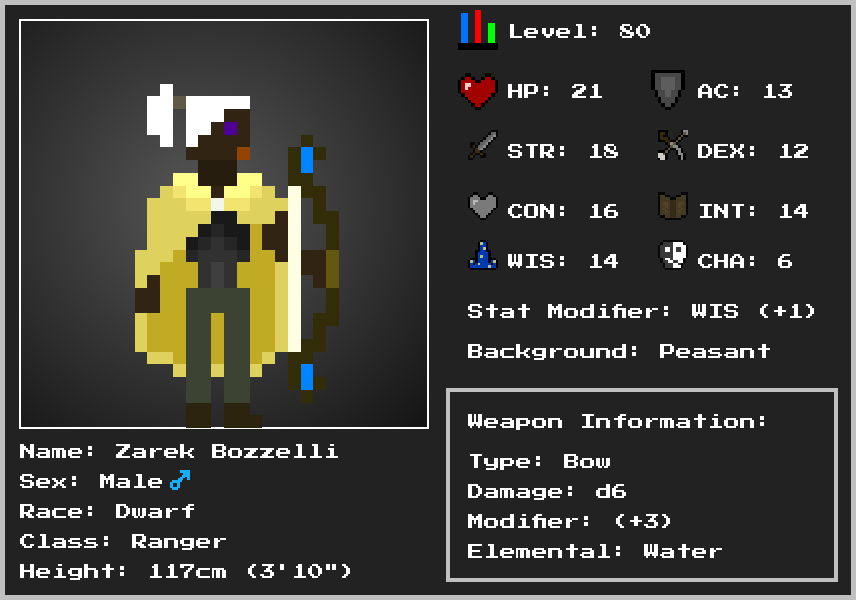 Level: 80
HP: 21 AC: 13
STR: 18 DEX: 12
CON: 16 INT: 14
WIS: 14 CHA: 6
Stat Modifier: WIS (+1)
Background: Peasant
Weapon Information:
Type: Bow
Damage: d6
Modifier: (+3)
Elemental: Water
Name: Zarek Bozzelli
Sex: Male ♂
Race: Dwarf
Class: Ranger
Height: 117cm (3'10")